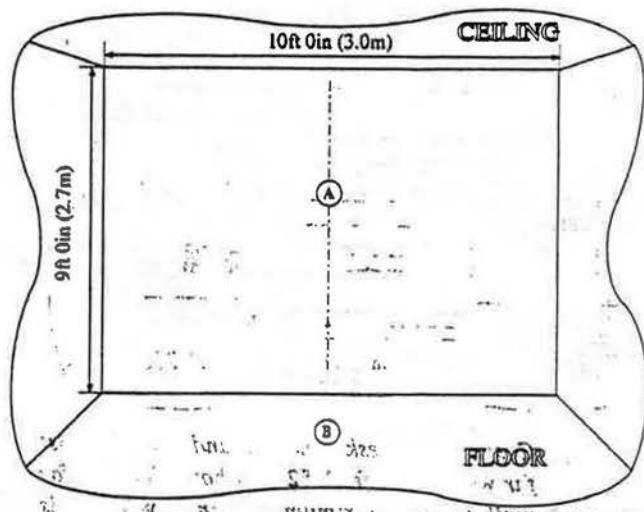 CEILING
10ft 0in (3.0m)
9ft 0in (2.7m)
A
B
FLOOR